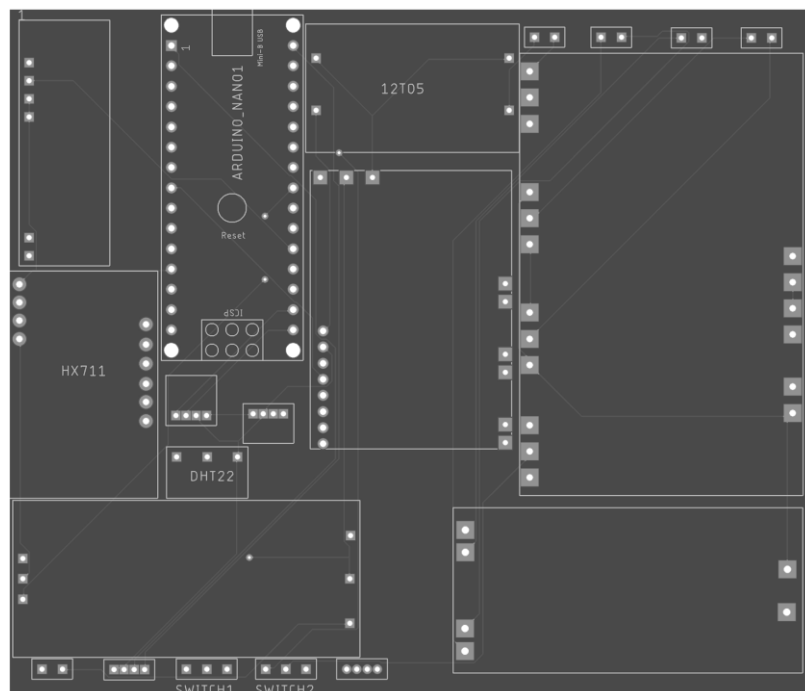 1
Mini-B USB
1
ARDUINO_NANO1
12T05
Reset
ICSP
HX711
DHT22
SWITCH1
SWITCH2